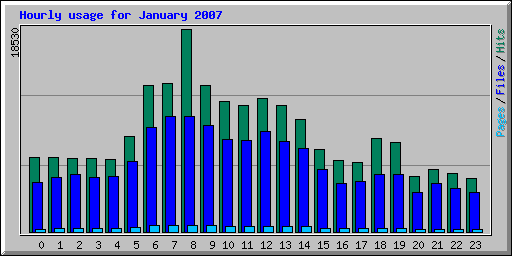 Hourly usage for January 2007
18530
Pages / Files / Hits
0 1 2 3 4 5 6 7 8 9 10 11 12 13 14 15 16 17 18 19 20 21 22 23